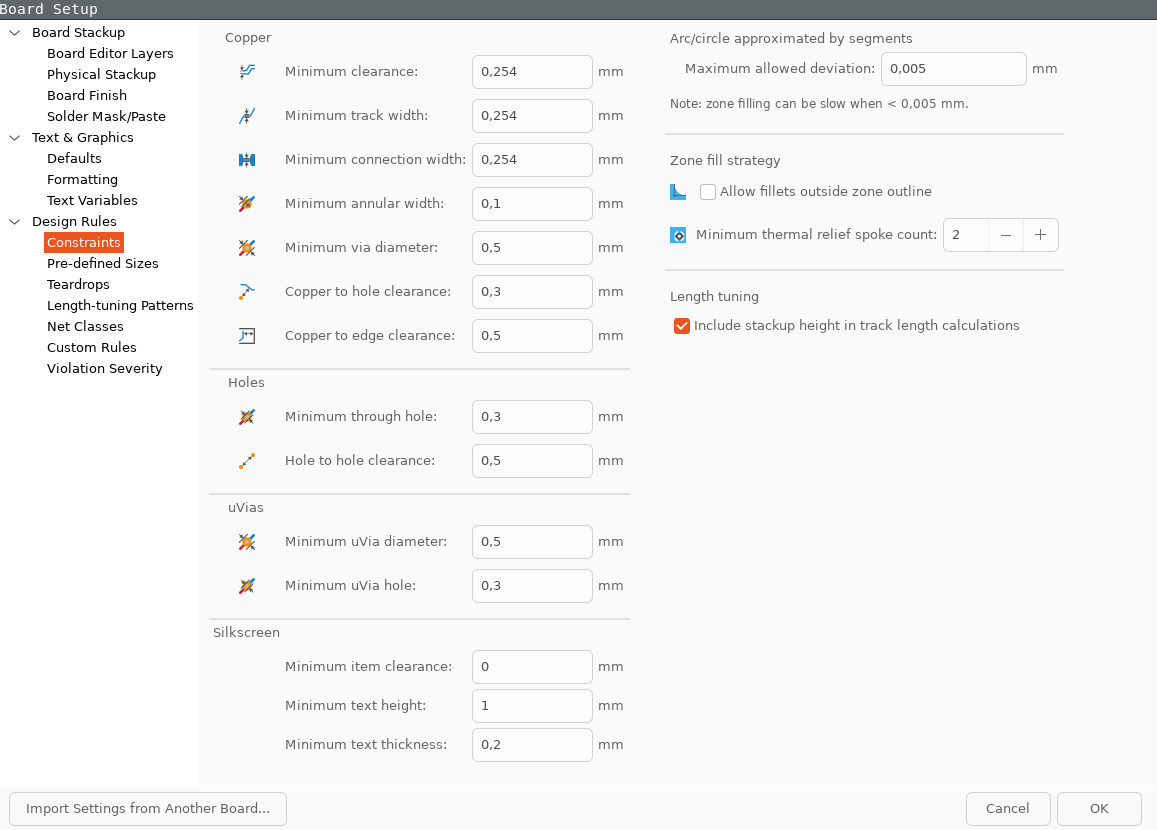 Board Setup
Board Stackup
Board Editor Layers
Physical Stackup
Board Finish
Solder Mask/Paste
Text & Graphics
Defaults
Formatting
Text Variables
Design Rules
Constraints
Pre-defined Sizes
Teardrops
Length-tuning Patterns
Net Classes
Custom Rules
Violation Severity
Copper
Minimum clearance: 0,254 mm
Minimum track width: 0,254 mm
Minimum connection width: 0,254 mm
Minimum annular width: 0,1 mm
Minimum via diameter: 0,5 mm
Copper to hole clearance: 0,3 mm
Copper to edge clearance: 0,5 mm
Holes
Minimum through hole: 0,3 mm
Hole to hole clearance: 0,5 mm
uVias
Minimum uVia diameter: 0,5 mm
Minimum uVia hole: 0,3 mm
Silkscreen
Minimum item clearance: 0 mm
Minimum text height: 1 mm
Minimum text thickness: 0,2 mm
Arc/circle approximated by segments
Maximum allowed deviation: 0,005 mm
Note: zone filling can be slow when < 0,005 mm.
Zone fill strategy
Allow fillets outside zone outline
Minimum thermal relief spoke count: 2 − +
Length tuning
Include stackup height in track length calculations
Import Settings from Another Board...
Cancel
OK